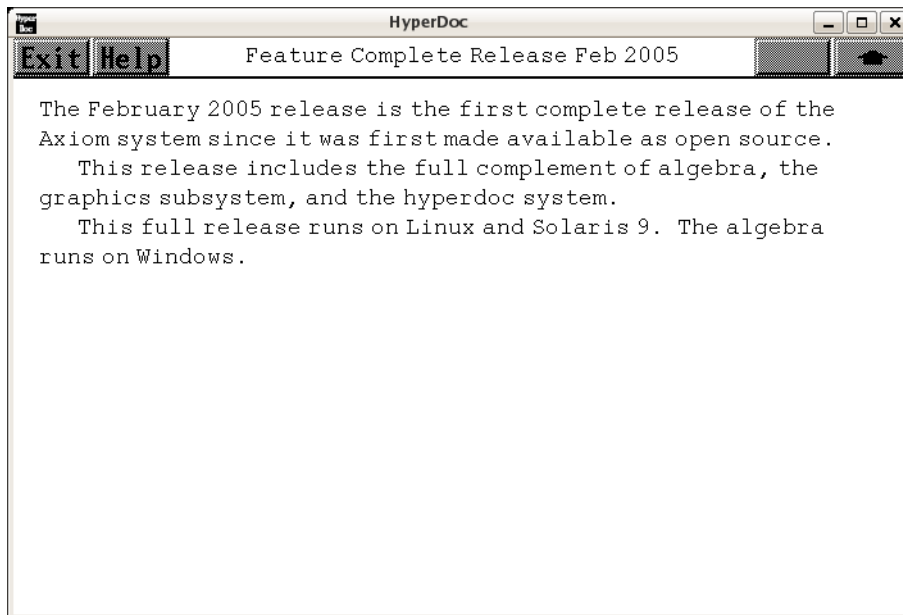 Hyper Doc
HyperDoc
Exit Help Feature Complete Release Feb 2005
The February 2005 release is the first complete release of the
Axiom system since it was first made available as open source.
This release includes the full complement of algebra, the
graphics subsystem, and the hyperdoc system.
This full release runs on Linux and Solaris 9. The algebra
runs on Windows.